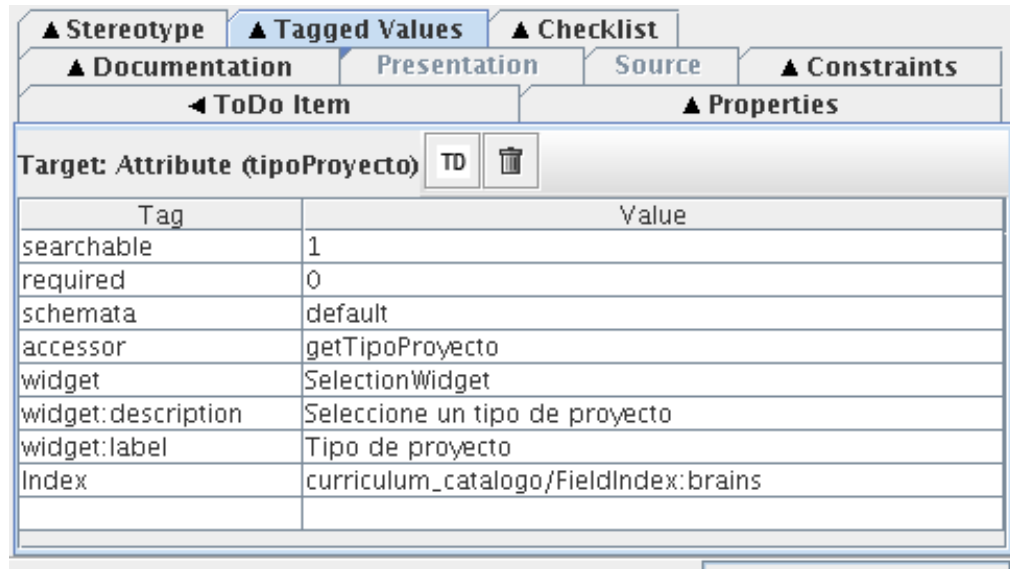 ▲ Stereotype ▲ Tagged Values ▲ Checklist
▲ Documentation Presentation Source ▲ Constraints
◀ ToDo Item ▲ Properties
Target: Attribute (tipoProyecto) TD
Tag Value
searchable 1
required 0
schemata default
accessor getTipoProyecto
widget SelectionWidget
widget:description Seleccione un tipo de proyecto
widget:label Tipo de proyecto
Index curriculum_catalogo/FieldIndex:brains